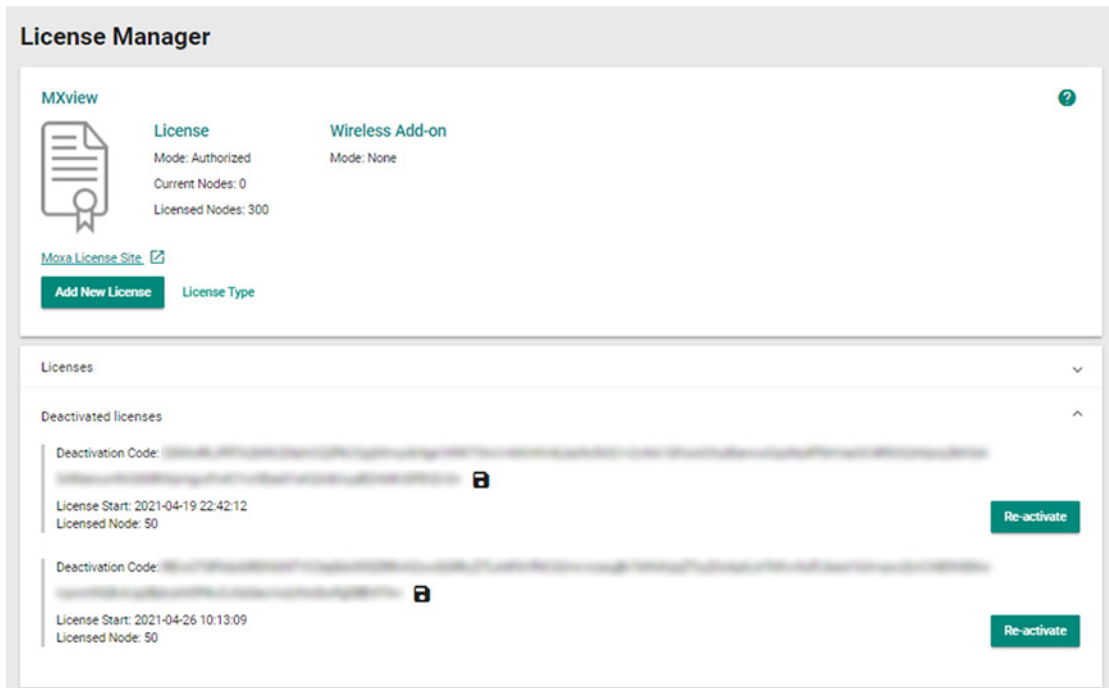 License Manager
MXview
License
Wireless Add-on
Mode: Authorized
Mode: None
Current Nodes: 0
Licensed Nodes: 300
Moxa License Site
Add New License
License Type
Licenses
Deactivated licenses
Deactivation Code:
License Start: 2021-04-19 22:42:12
Licensed Node: 50
Re-activate
Deactivation Code:
License Start: 2021-04-26 10:13:09
Licensed Node: 50
Re-activate